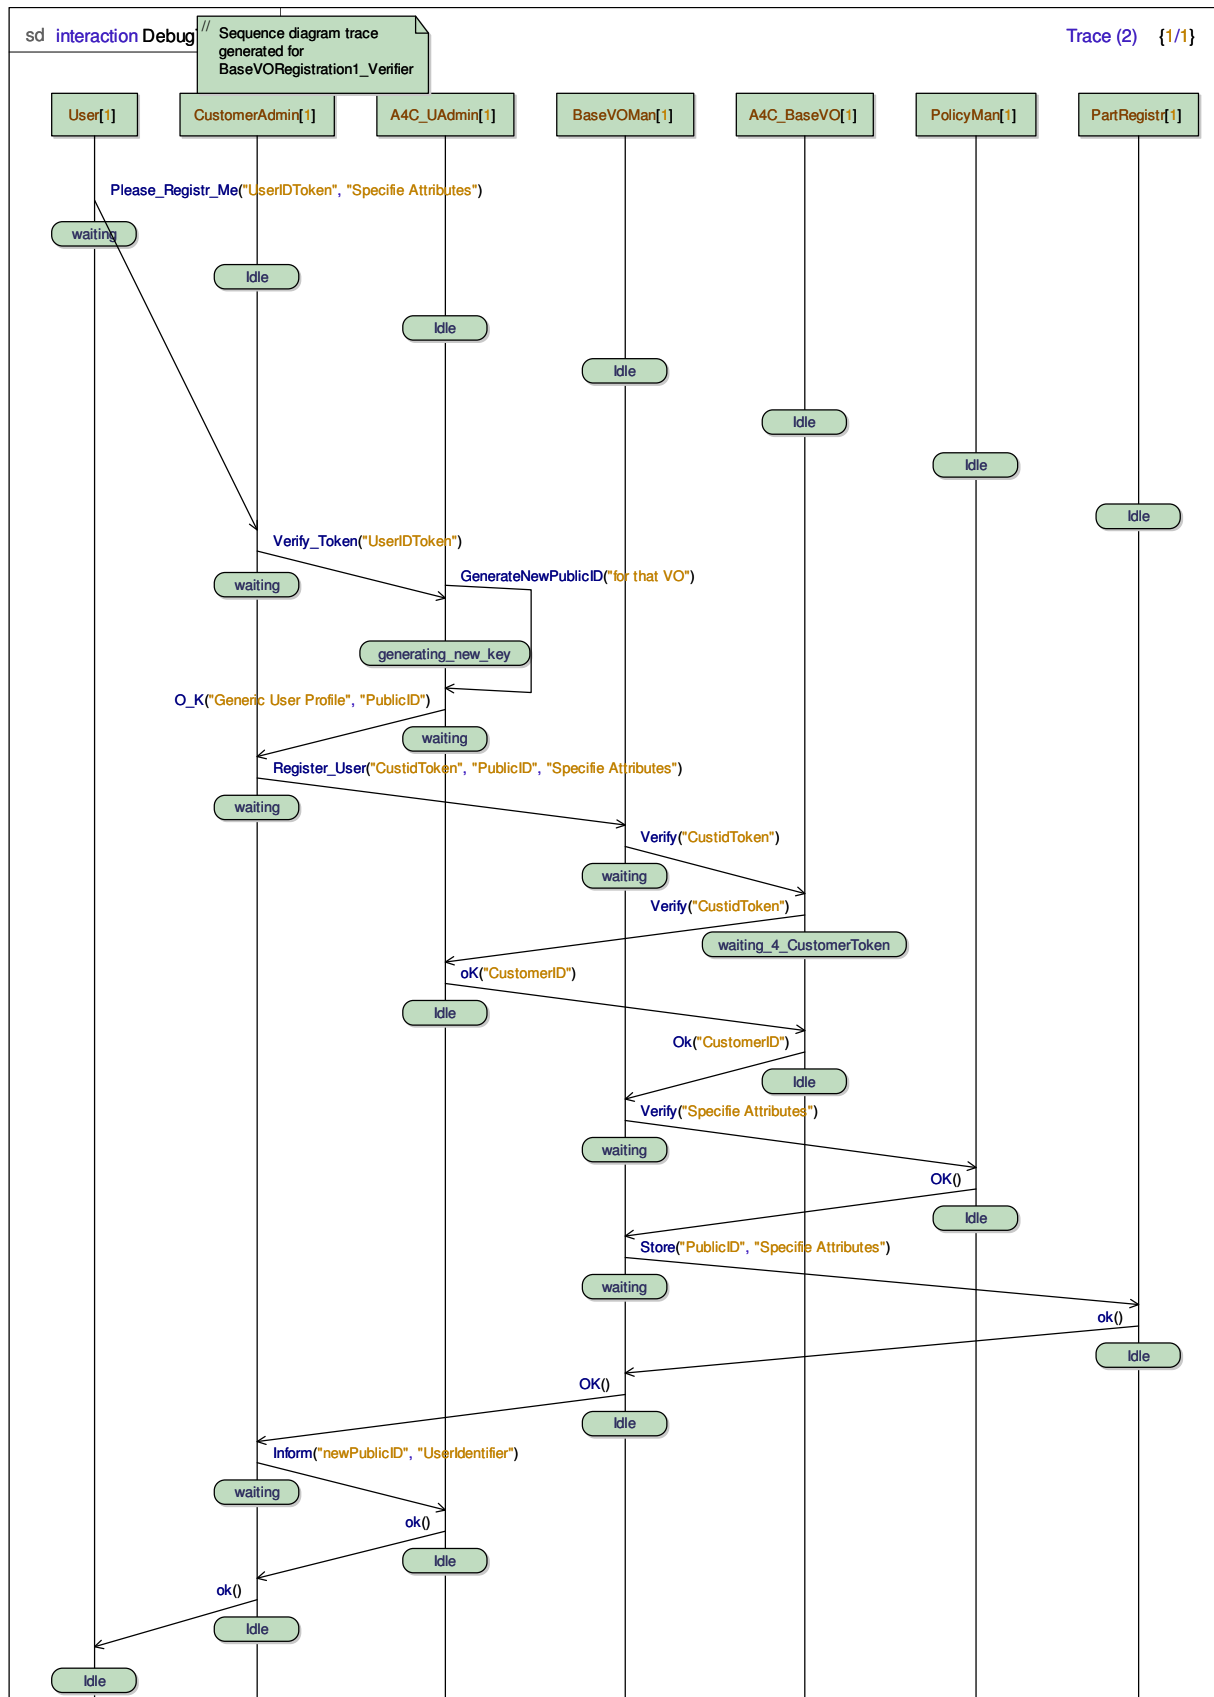 sd interaction Debug
Trace (2) {1/1}
//
Sequence diagram trace
generated for
BaseVORegistration1_Verifier
User[1]
CustomerAdmin[1]
A4C_UAdmin[1]
BaseVOMan[1]
A4C_BaseVO[1]
PolicyMan[1]
PartRegistr[1]
Please_Registr_Me("UserIDToken", "Specifie Attributes")
waiting
Idle
Idle
Idle
Idle
Idle
Idle
Verify_Token("UserIDToken")
GenerateNewPublicID("for that VO")
waiting
generating_new_key
O_K("Generic User Profile", "PublicID")
waiting
Register_User("CustidToken", "PublicID", "Specifie Attributes")
waiting
Verify("CustidToken")
waiting
Verify("CustidToken")
waiting_4_CustomerToken
oK("CustomerID")
Idle
Ok("CustomerID")
Idle
Verify("Specifie Attributes")
waiting
OK()
Idle
Store("PublicID", "Specifie Attributes")
waiting
ok()
Idle
OK()
Idle
Inform("newPublicID", "UserIdentifier")
waiting
ok()
Idle
ok()
Idle
Idle